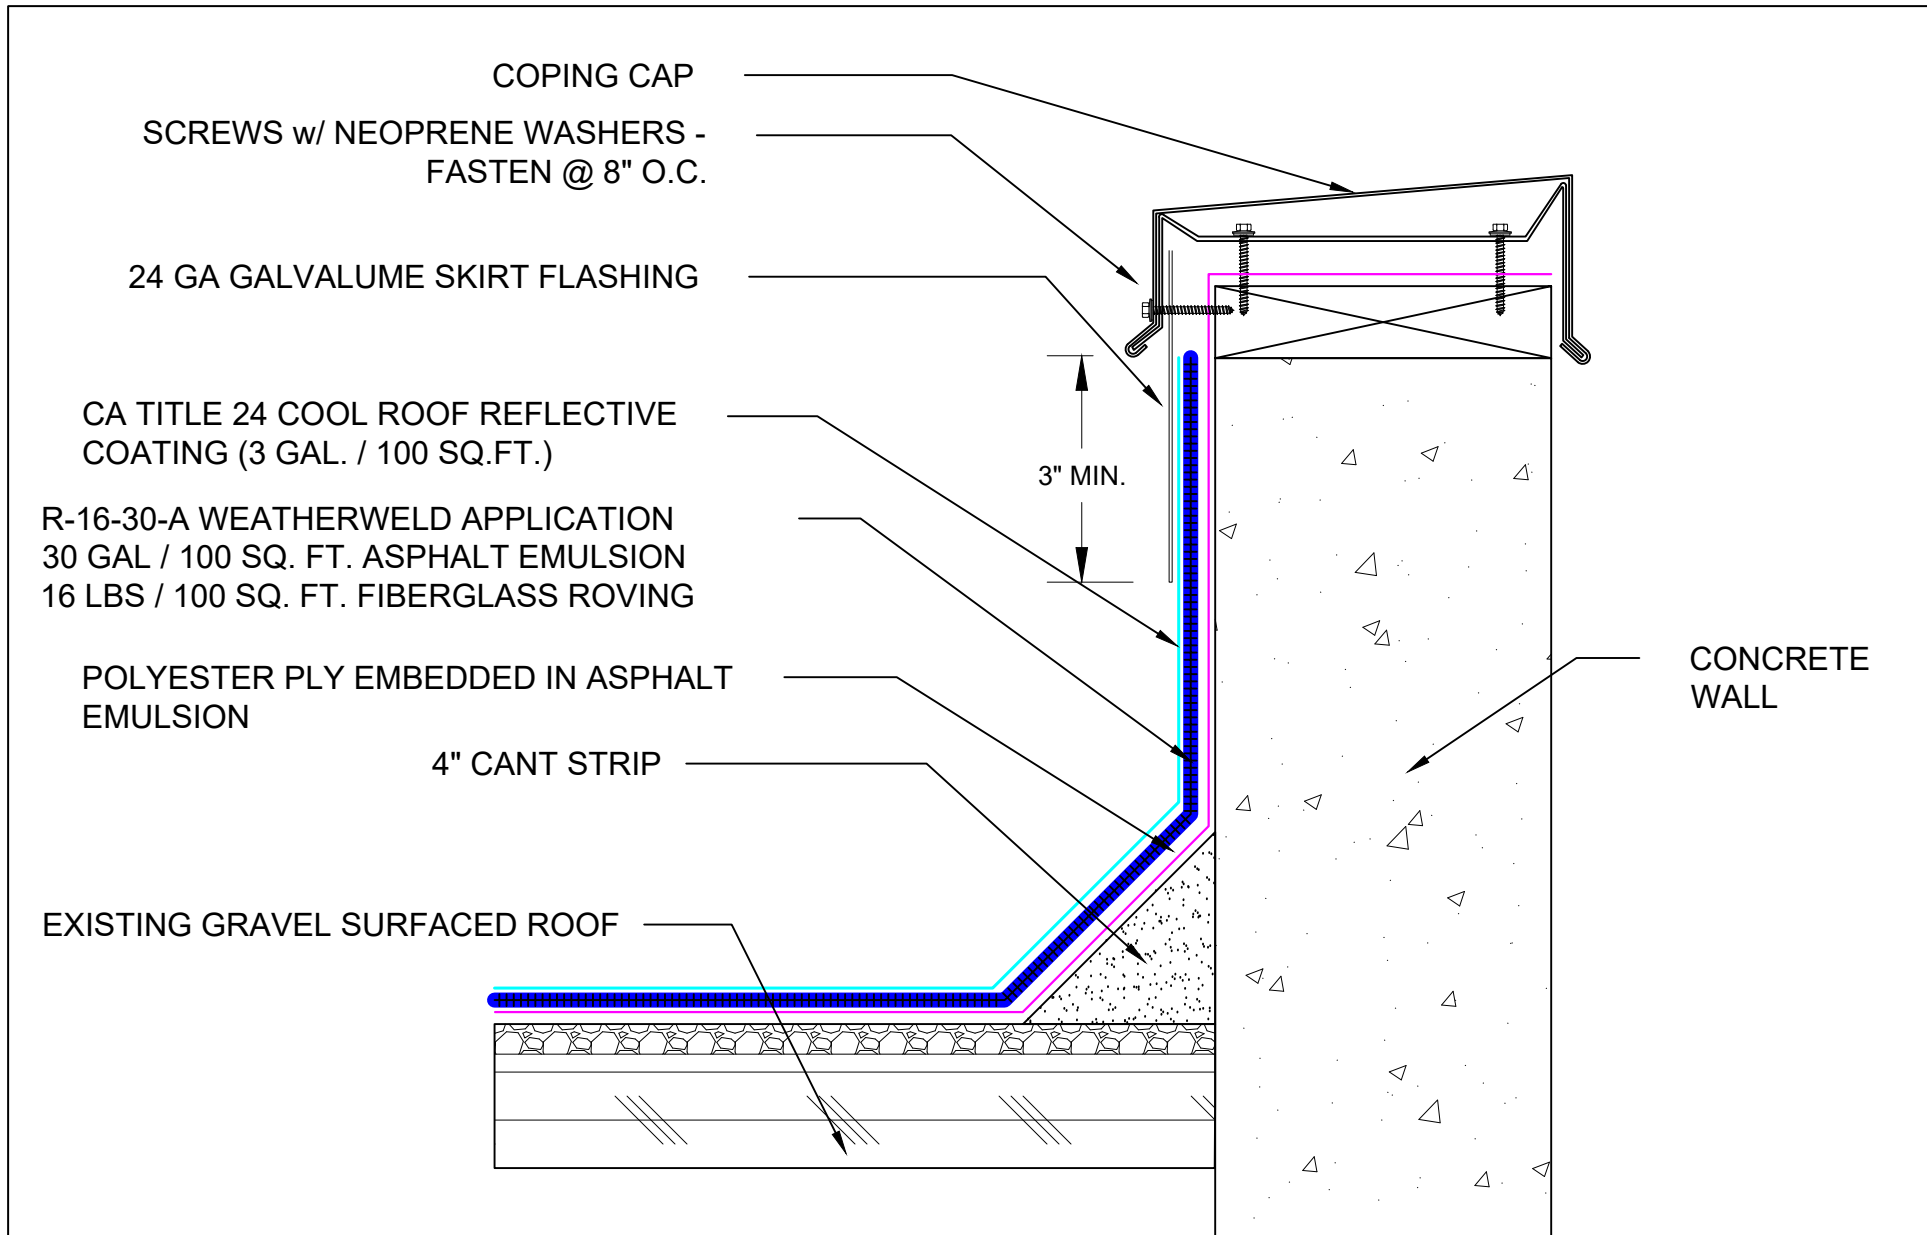 COPING CAP
SCREWS w/ NEOPRENE WASHERS -
FASTEN @ 8" O.C.
24 GA GALVALUME SKIRT FLASHING
CA TITLE 24 COOL ROOF REFLECTIVE
COATING (3 GAL. / 100 SQ.FT.)
3" MIN.
R-16-30-A WEATHERWELD APPLICATION
30 GAL / 100 SQ. FT. ASPHALT EMULSION
16 LBS / 100 SQ. FT. FIBERGLASS ROVING
POLYESTER PLY EMBEDDED IN ASPHALT
EMULSION
CONCRETE
WALL
4" CANT STRIP
EXISTING GRAVEL SURFACED ROOF